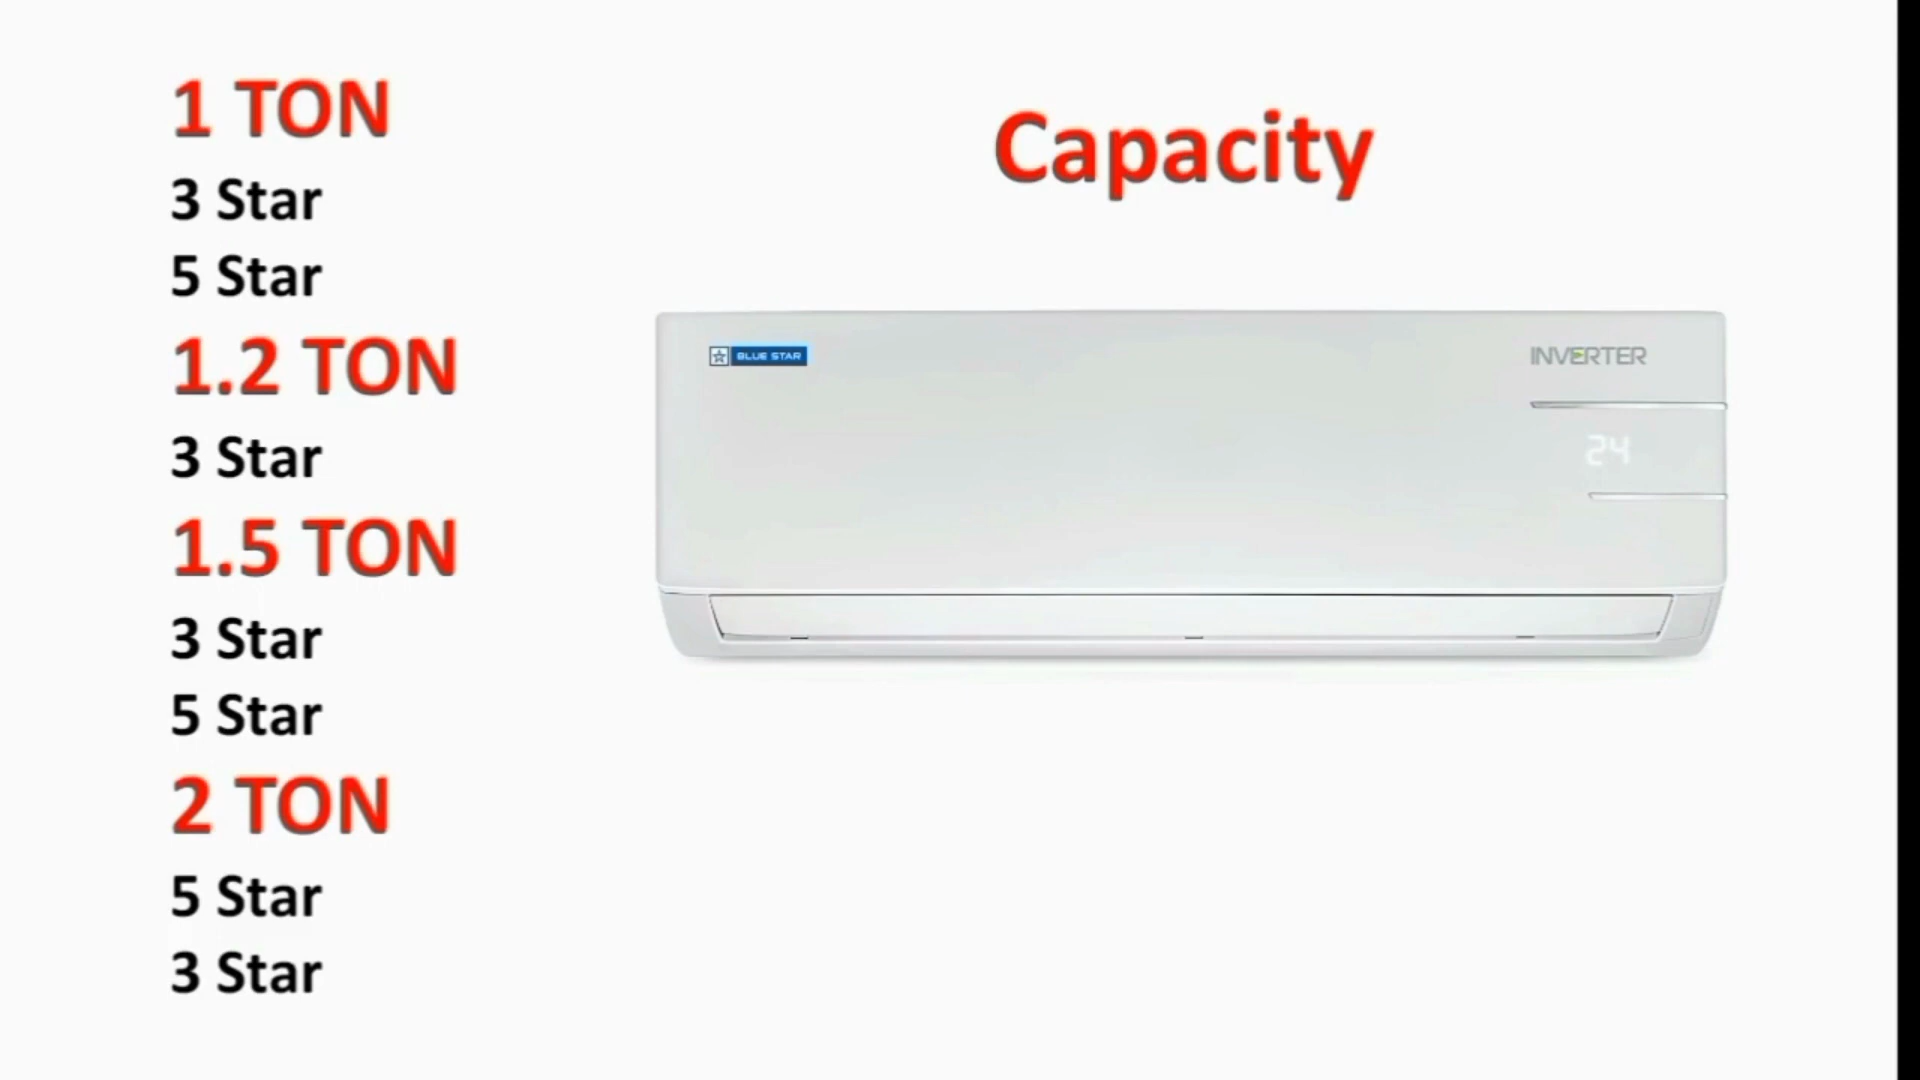 1 TON
3 Star
5 Star
1.2 TON
3 Star
1.5 TON
3 Star
5 Star
2 TON
5 Star
3 Star
Capacity
BLUE STAR
INVERTER
24